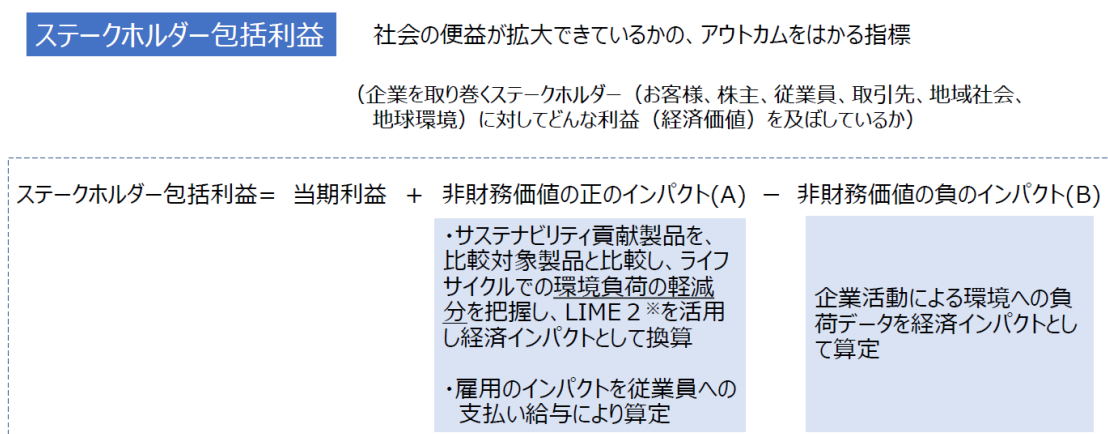 ステークホルダー包括利益
社会の便益が拡大できているかの、アウトカムをはかる指標
（企業を取り巻くステークホルダー（お客様、株主、従業員、取引先、地域社会、
地球環境）に対してどんな利益（経済価値）を及ぼしているか）
ステークホルダー包括利益= 当期利益 + 非財務価値の正のインパクト(A) − 非財務価値の負のインパクト(B)
・サステナビリティ貢献製品を、
比較対象製品と比較し、ライフ
サイクルでの環境負荷の軽減
分を把握し、LIME２※を活用
し経済インパクトとして換算
・雇用のインパクトを従業員への
支払い給与により算定
企業活動による環境への負
荷データを経済インパクトとし
て算定